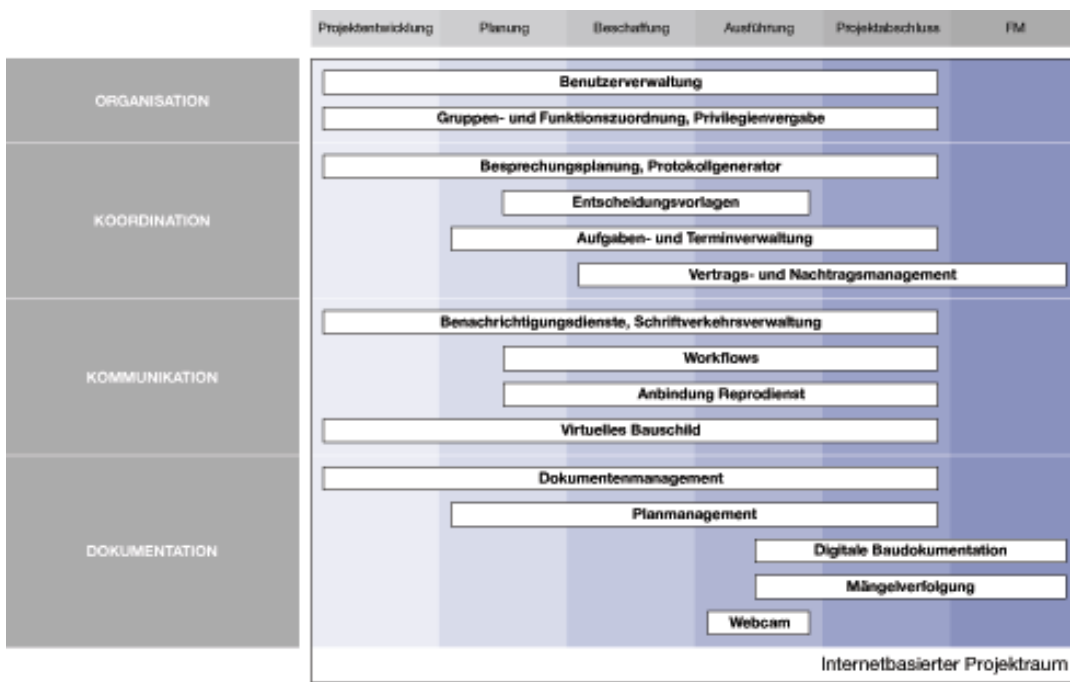 Projektentwicklung Planung Beschaffung Ausführung Projektabschluss FM
ORGANISATION
Benutzerverwaltung
Gruppen- und Funktionszuordnung, Privilegienvergabe
KOORDINATION
Besprechungsplanung, Protokollgenerator
Entscheidungsvorlagen
Aufgaben- und Terminverwaltung
Vertrags- und Nachtragsmanagement
KOMMUNIKATION
Benachrichtigungsdienste, Schriftverkehrsverwaltung
Workflows
Anbindung Reprodienst
Virtuelles Bauschild
DOKUMENTATION
Dokumentenmanagement
Planmanagement
Digitale Baudokumentation
Mängelverfolgung
Webcam
Internetbasierter Projektraum